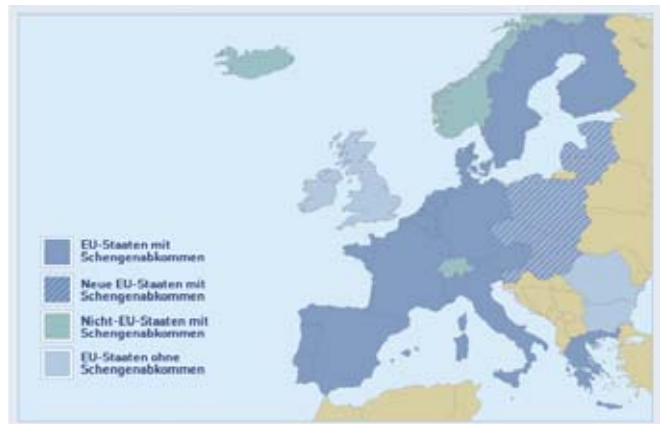 EU-Staaten mit
Schengenabkommen
Neue EU-Staaten mit
Schengenabkommen
Nicht-EU-Staaten mit
Schengenabkommen
EU-Staaten ohne
Schengenabkommen